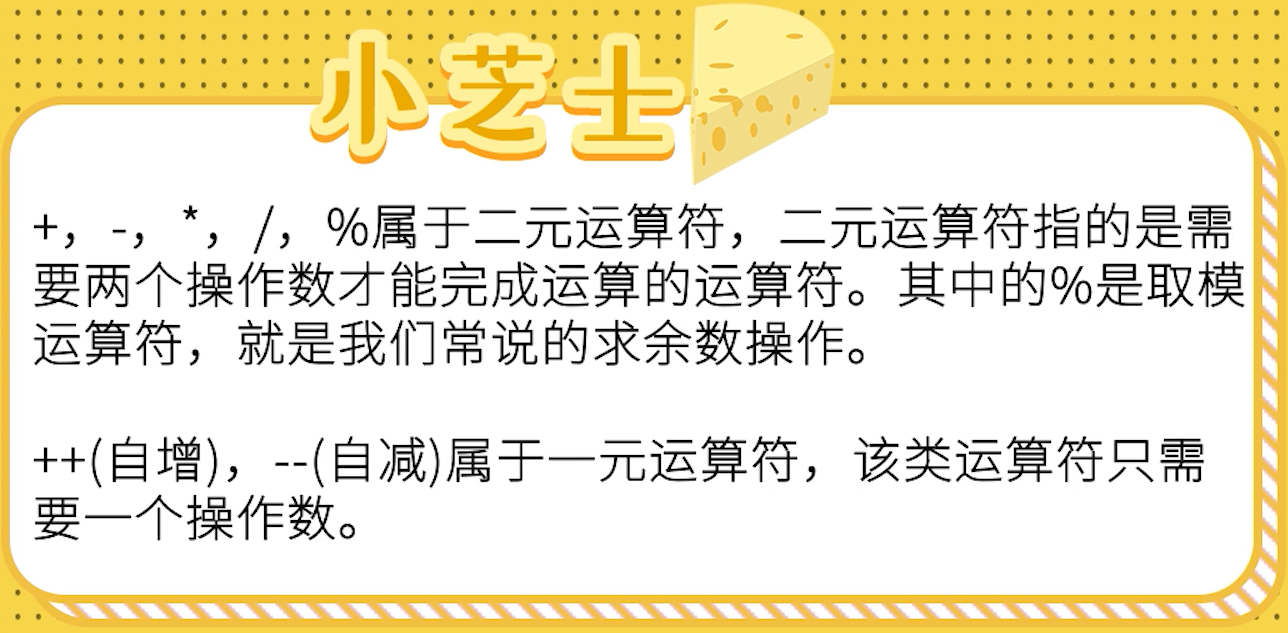 小芝士
+，-，*，/，%属于二元运算符，二元运算符指的是需
要两个操作数才能完成运算的运算符。其中的%是取模
运算符，就是我们常说的求余数操作。
++(自增)，--(自减)属于一元运算符，该类运算符只需
要一个操作数。